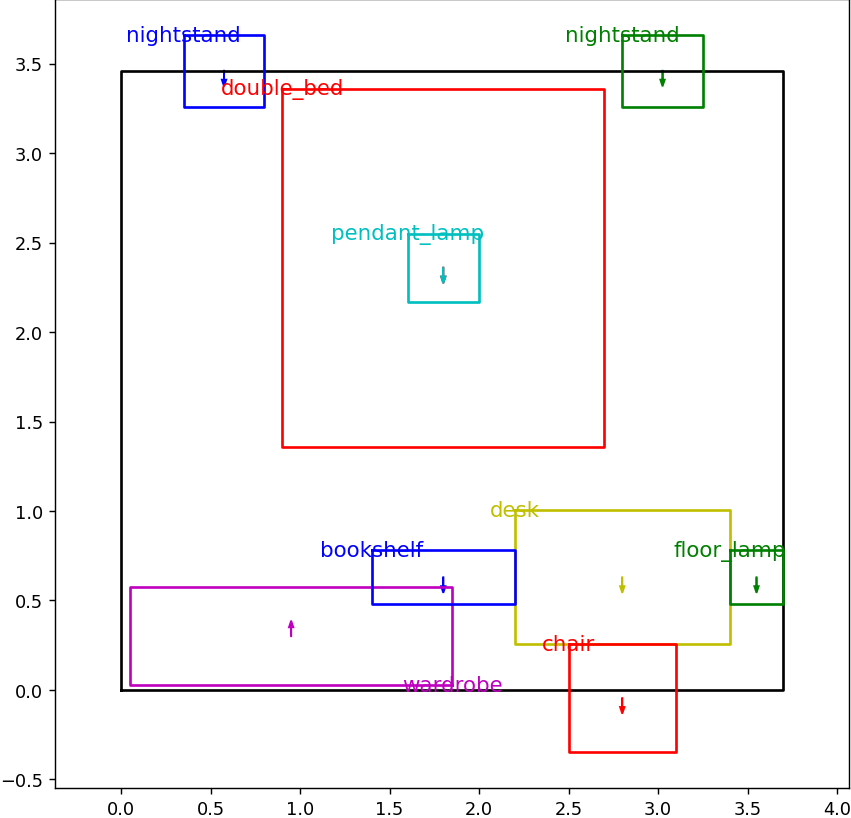 nightstand nightstand
3.5
double_bed
3.0
pendant_lamp
2.5
2.0
1.5
1.0
desk
bookshelf floor_lamp
0.5
chair
0.0
wardrobe
−0.5
0.0 0.5 1.0 1.5 2.0 2.5 3.0 3.5 4.0